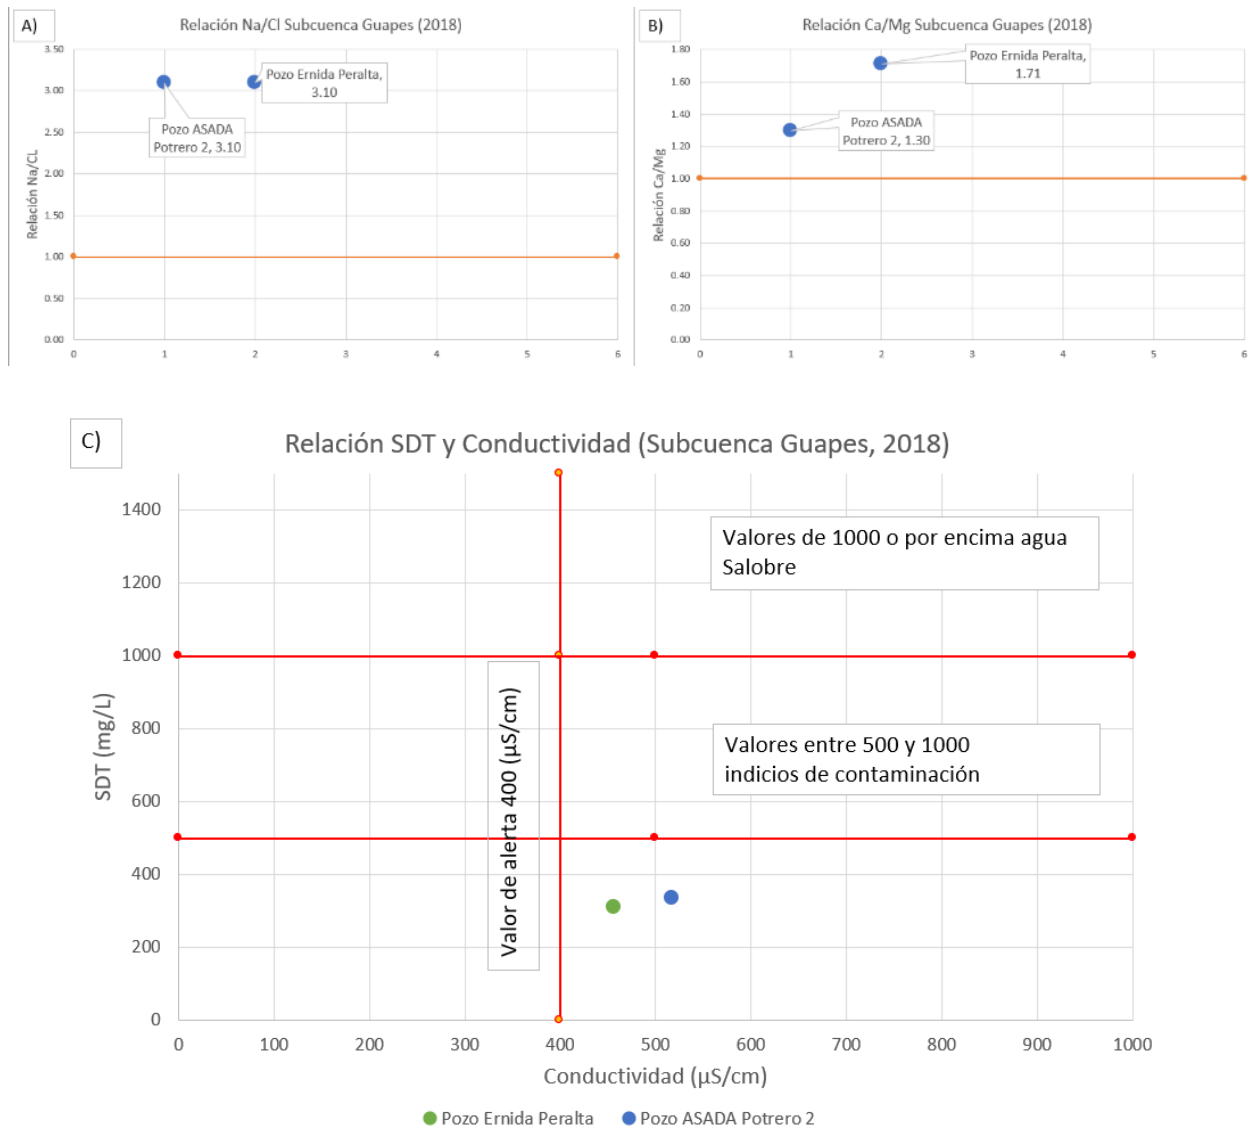 A)
Relación Na/Cl Subcuenca Guapes (2018)
3.50
3.00
2.50
2.00
1.50
1.00
0.50
0.00
Relación Na/CL
Pozo Ernida Peralta,
3.10
Pozo ASADA
Potrero 2, 3.10
0
1
2
3
4
5
6
B)
Relación Ca/Mg Subcuenca Guapes (2018)
1.80
1.60
1.40
1.20
1.00
0.80
0.60
0.40
0.20
0.00
Relación Ca/Mg
Pozo Ernida Peralta,
1.71
Pozo ASADA
Potrero 2, 1.30
0
1
2
3
4
5
6
C)
Relación SDT y Conductividad (Subcuenca Guapes, 2018)
1400
1200
1000
800
600
400
200
0
SDT (mg/L)
Valores de 1000 o por encima agua
Salobre
Valor de alerta 400 (µS/cm)
Valores entre 500 y 1000
indicios de contaminación
0
100
200
300
400
500
600
700
800
900
1000
Conductividad (µS/cm)
Pozo Ernida Peralta
Pozo ASADA Potrero 2